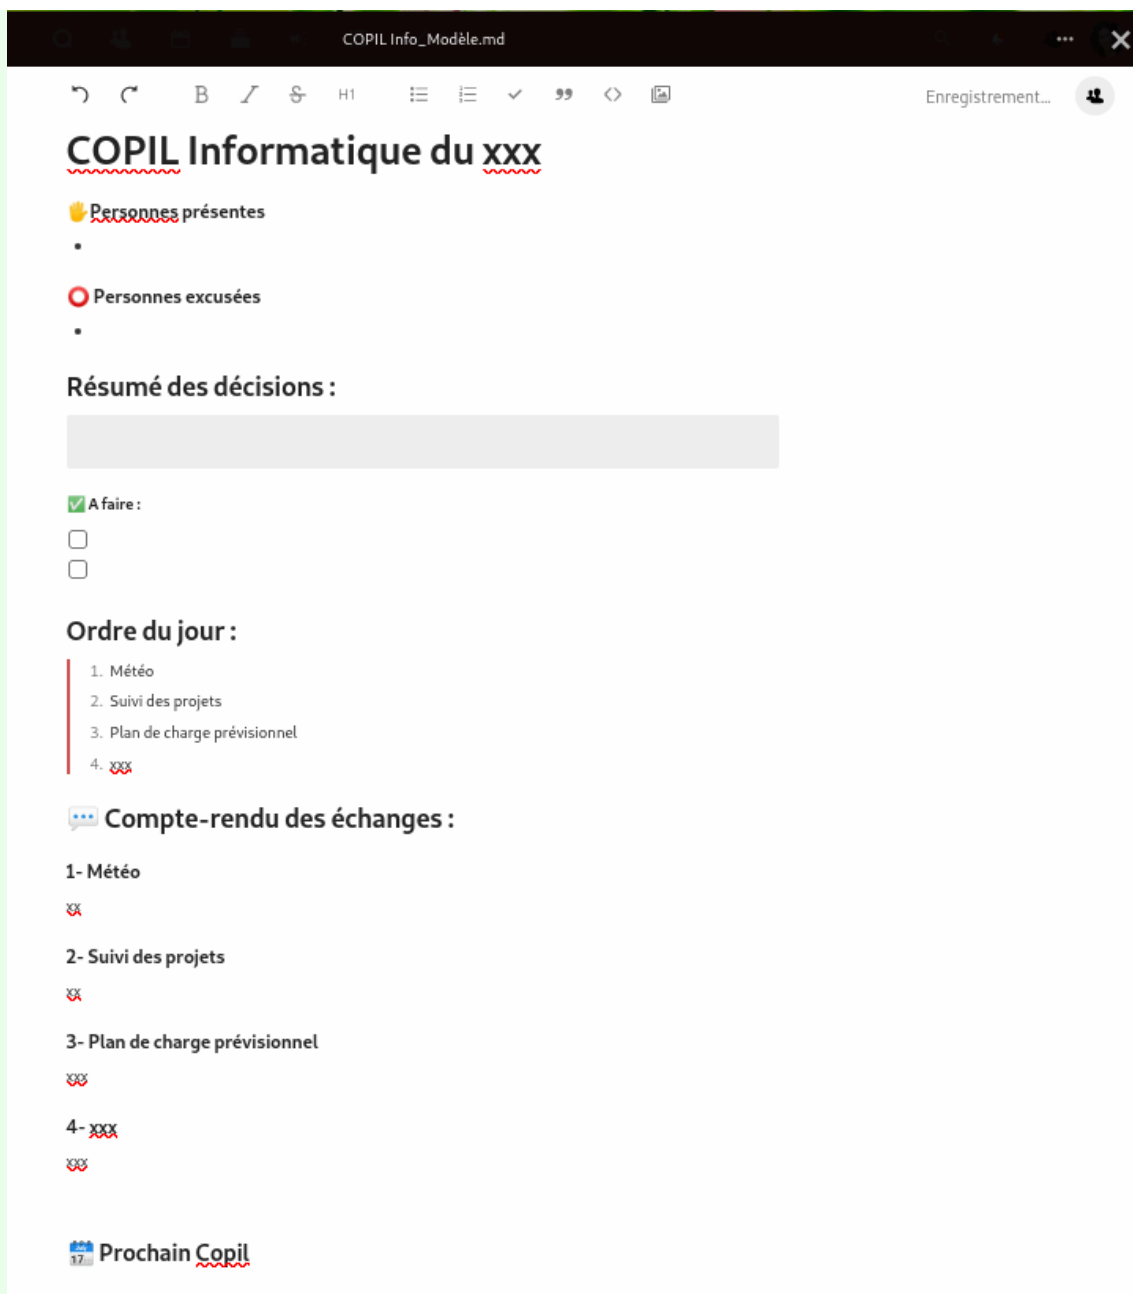 COPIL Info_Modèle.md
H1
Enregistrement...
COPIL Informatique du xxx
🖐Personnes présentes
⭕ Personnes excusées
Résumé des décisions :
✅ A faire :
Ordre du jour :
1. Météo
2. Suivi des projets
3. Plan de charge prévisionnel
4. xxx
💬 Compte-rendu des échanges :
1- Météo
xx
2- Suivi des projets
xx
3- Plan de charge prévisionnel
xxx
4- xxx
xxx
📅 Prochain Copil